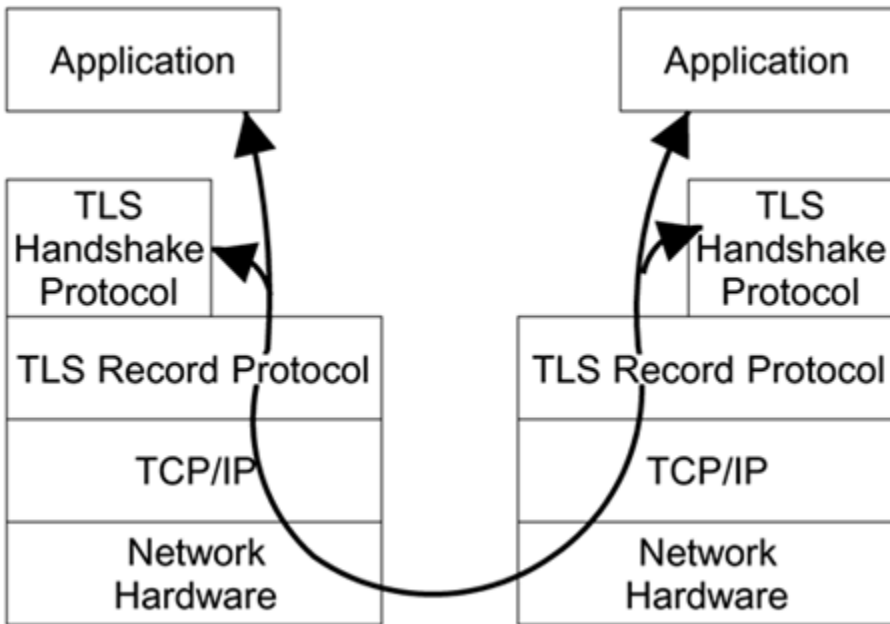 Application
Application
TLS
Handshake
Protocol
TLS
Handshake
Protocol
TLS Record Protocol
TLS Record Protocol
TCP/IP
TCP/IP
Network
Hardware
Network
Hardware